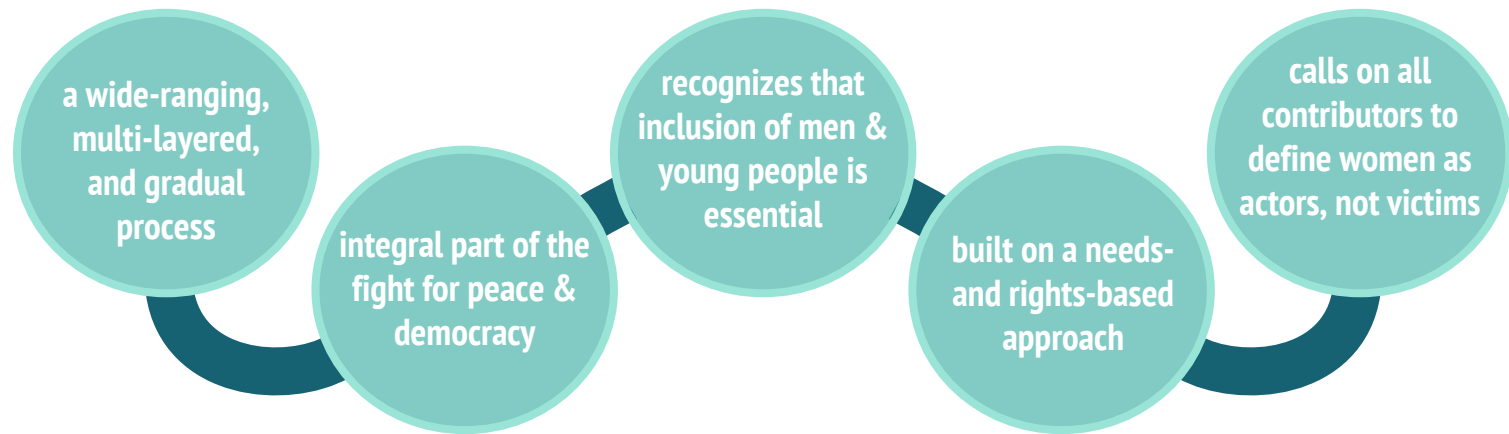 a wide-ranging,
multi-layered,
and gradual
process
integral part of the
fight for peace &
democracy
recognizes that
inclusion of men &
young people is
essential
built on a needs-
and rights-based
approach
calls on all
contributors to
define women as
actors, not victims